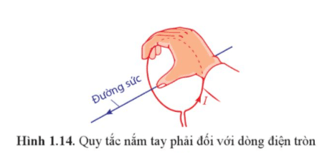 Đường sức
I
Hình 1.14. Quy tắc nắm tay phải đối với dòng điện tròn